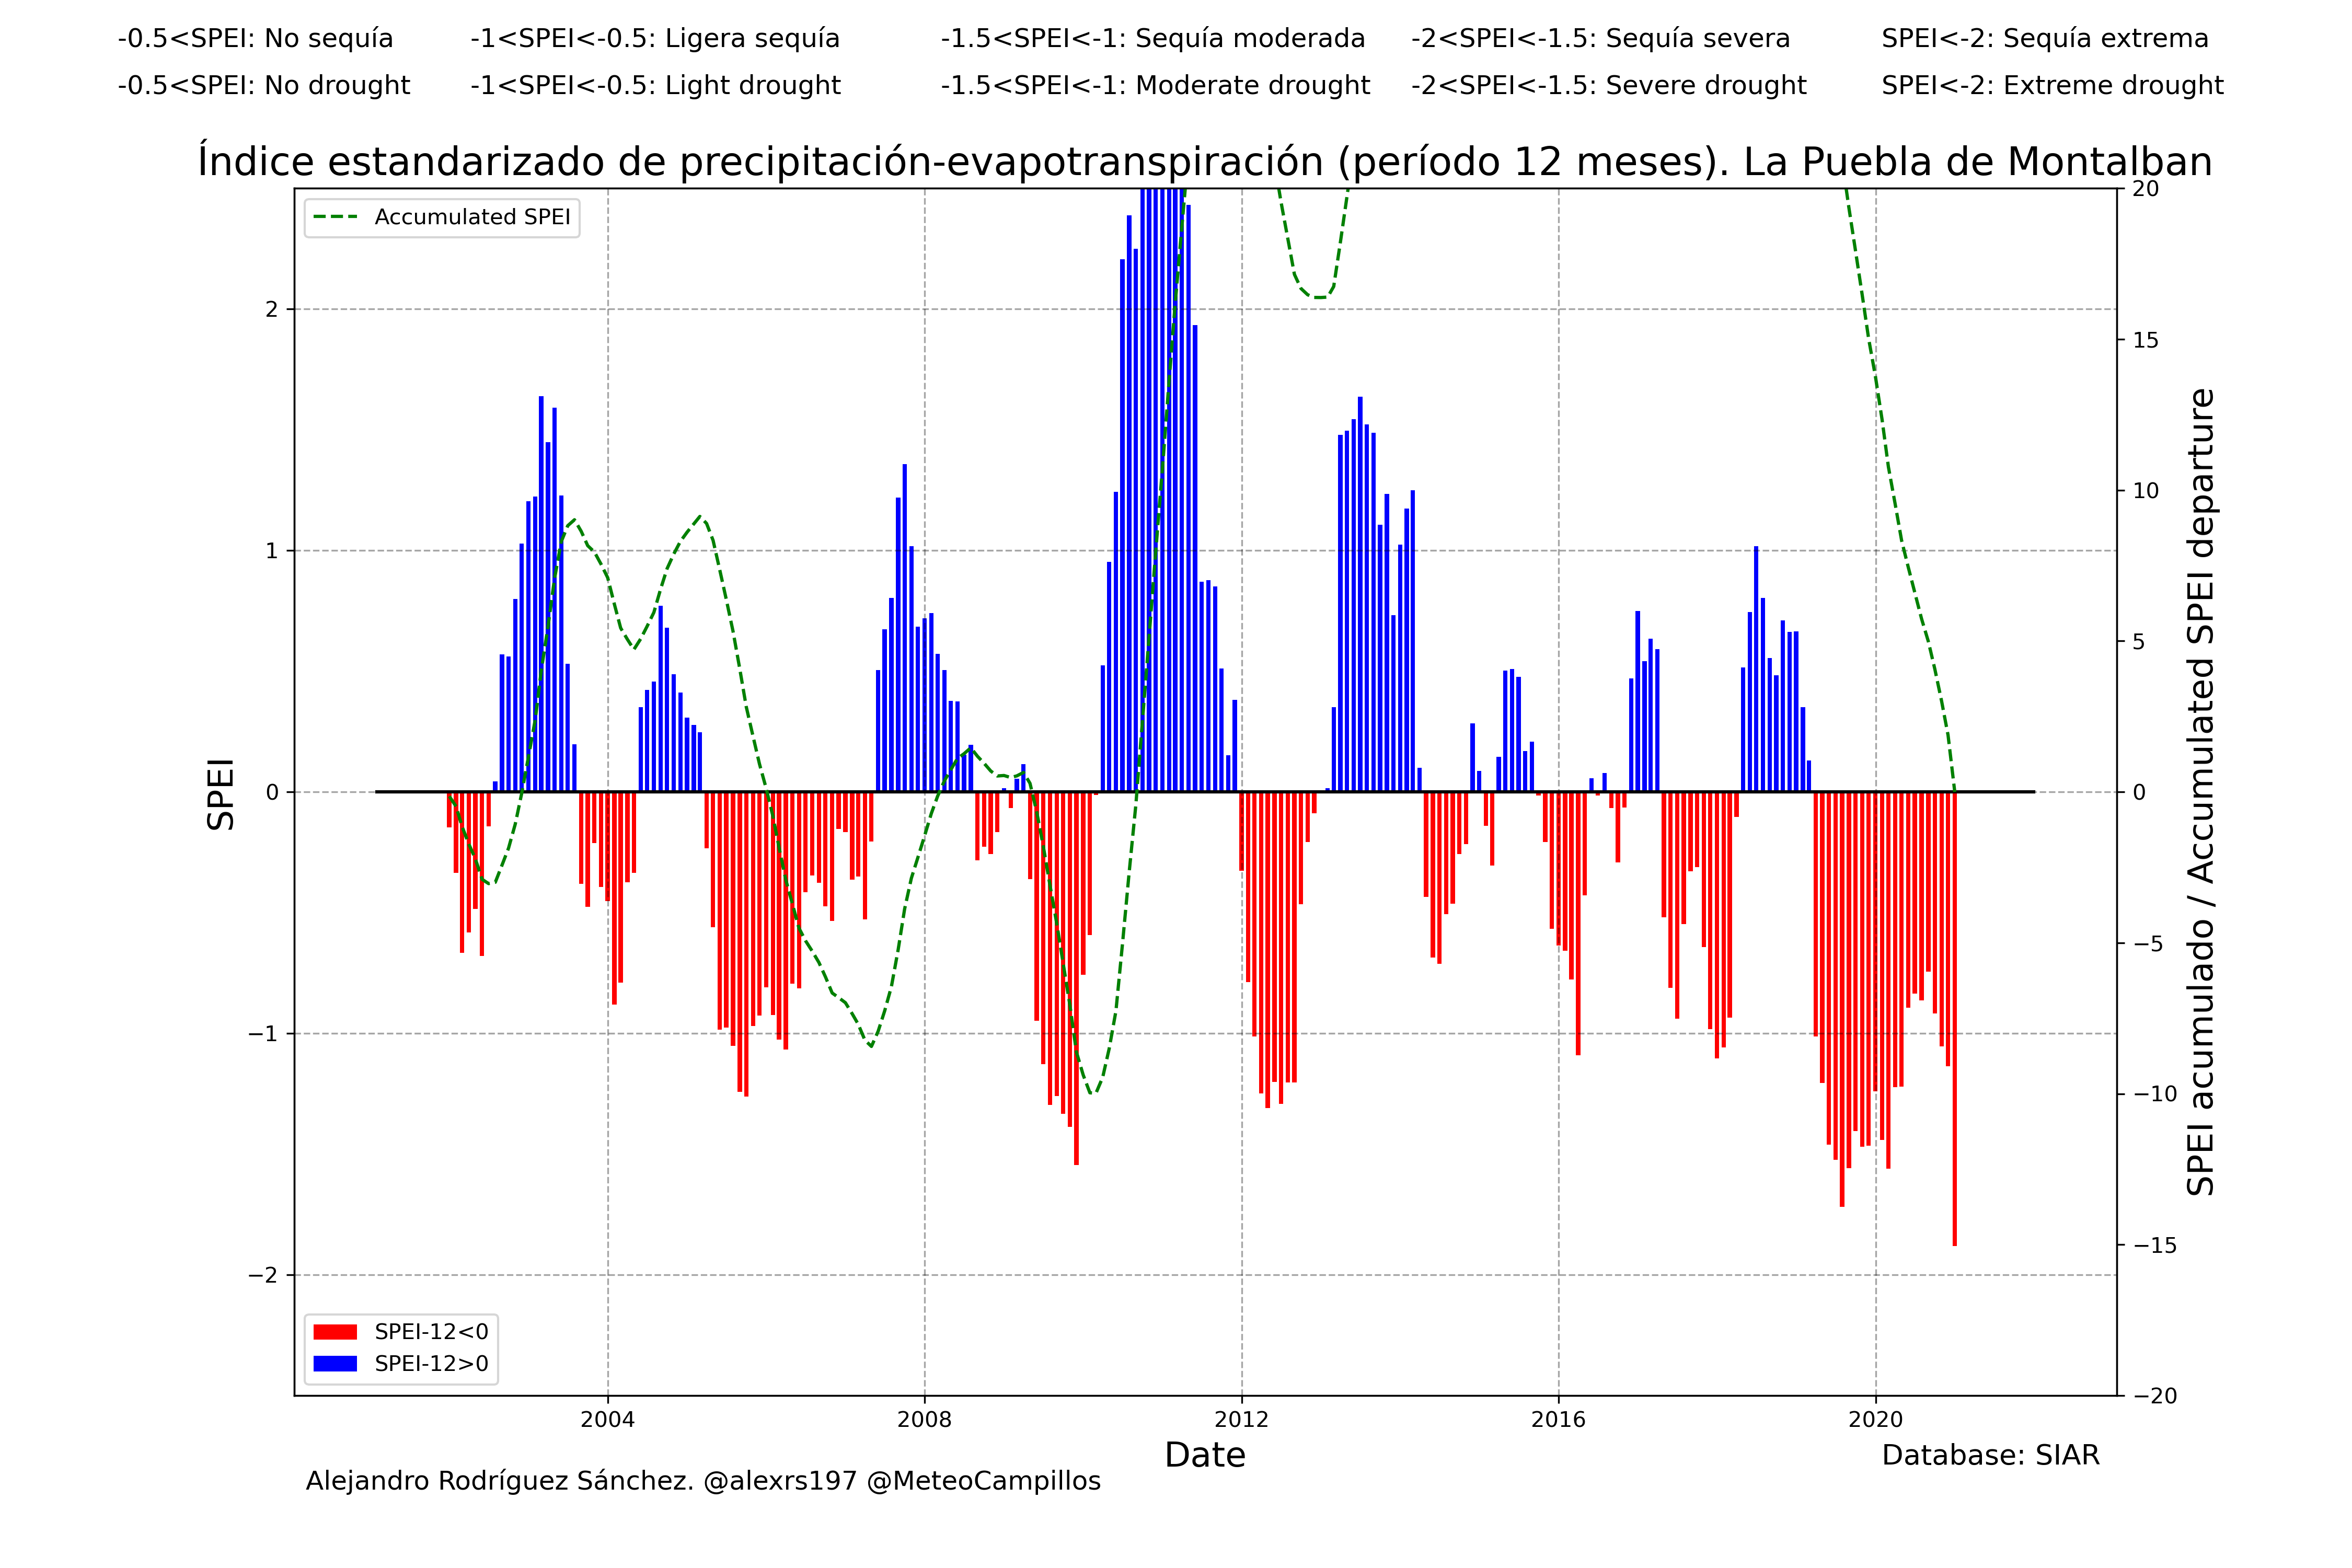 -0.5<SPEI: No sequía -1<SPEI<-0.5: Ligera sequía -1.5<SPEI<-1: Sequía moderada -2<SPEI<-1.5: Sequía severa SPEI<-2: Sequía extrema
-0.5<SPEI: No drought -1<SPEI<-0.5: Light drought -1.5<SPEI<-1: Moderate drought -2<SPEI<-1.5: Severe drought SPEI<-2: Extreme drought
Índice estandarizado de precipitación-evapotranspiración (período 12 meses). La Puebla de Montalban
Accumulated SPEI
2
1
0
−1
−2
SPEI
20
15
10
5
0
−5
−10
−15
−20
SPEI acumulado / Accumulated SPEI departure
SPEI-12<0
SPEI-12>0
2004 2008 2012 2016 2020
Date
Database: SIAR
Alejandro Rodríguez Sánchez. @alexrs197 @MeteoCampillos